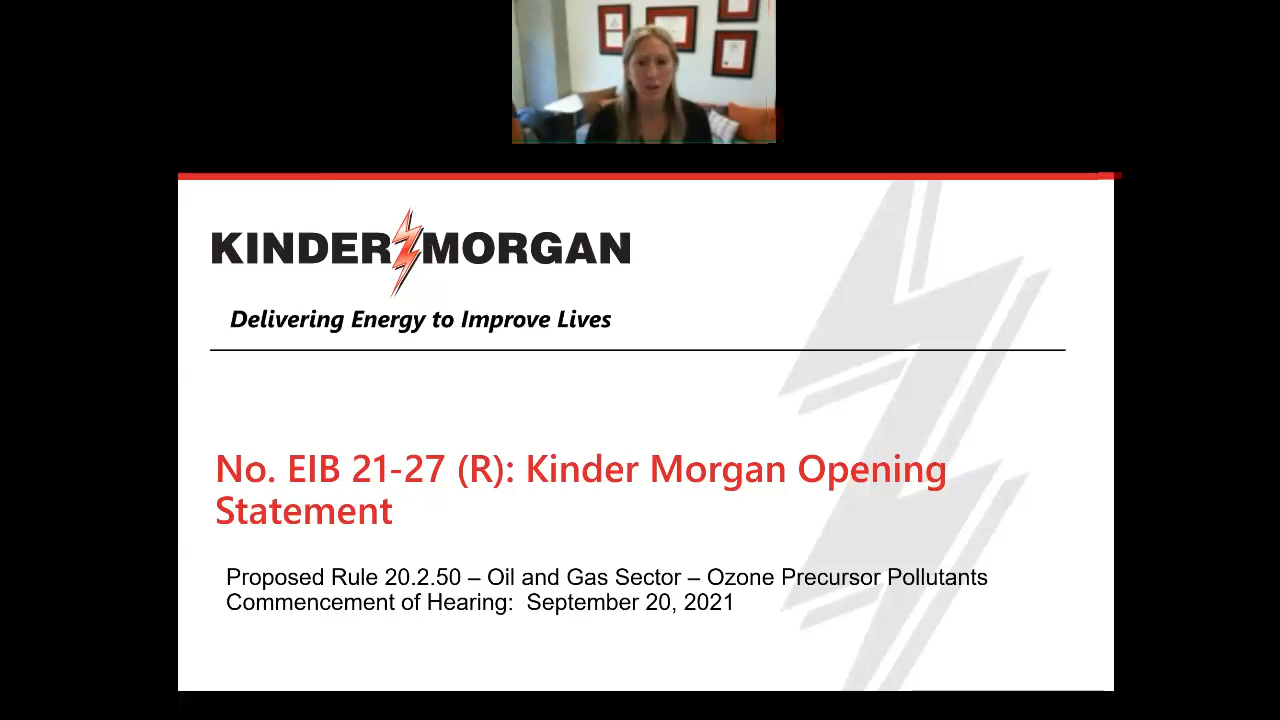 KINDER MORGAN
Delivering Energy to Improve Lives
No. EIB 21-27 (R): Kinder Morgan Opening
Statement
Proposed Rule 20.2.50 – Oil and Gas Sector – Ozone Precursor Pollutants
Commencement of Hearing:  September 20, 2021